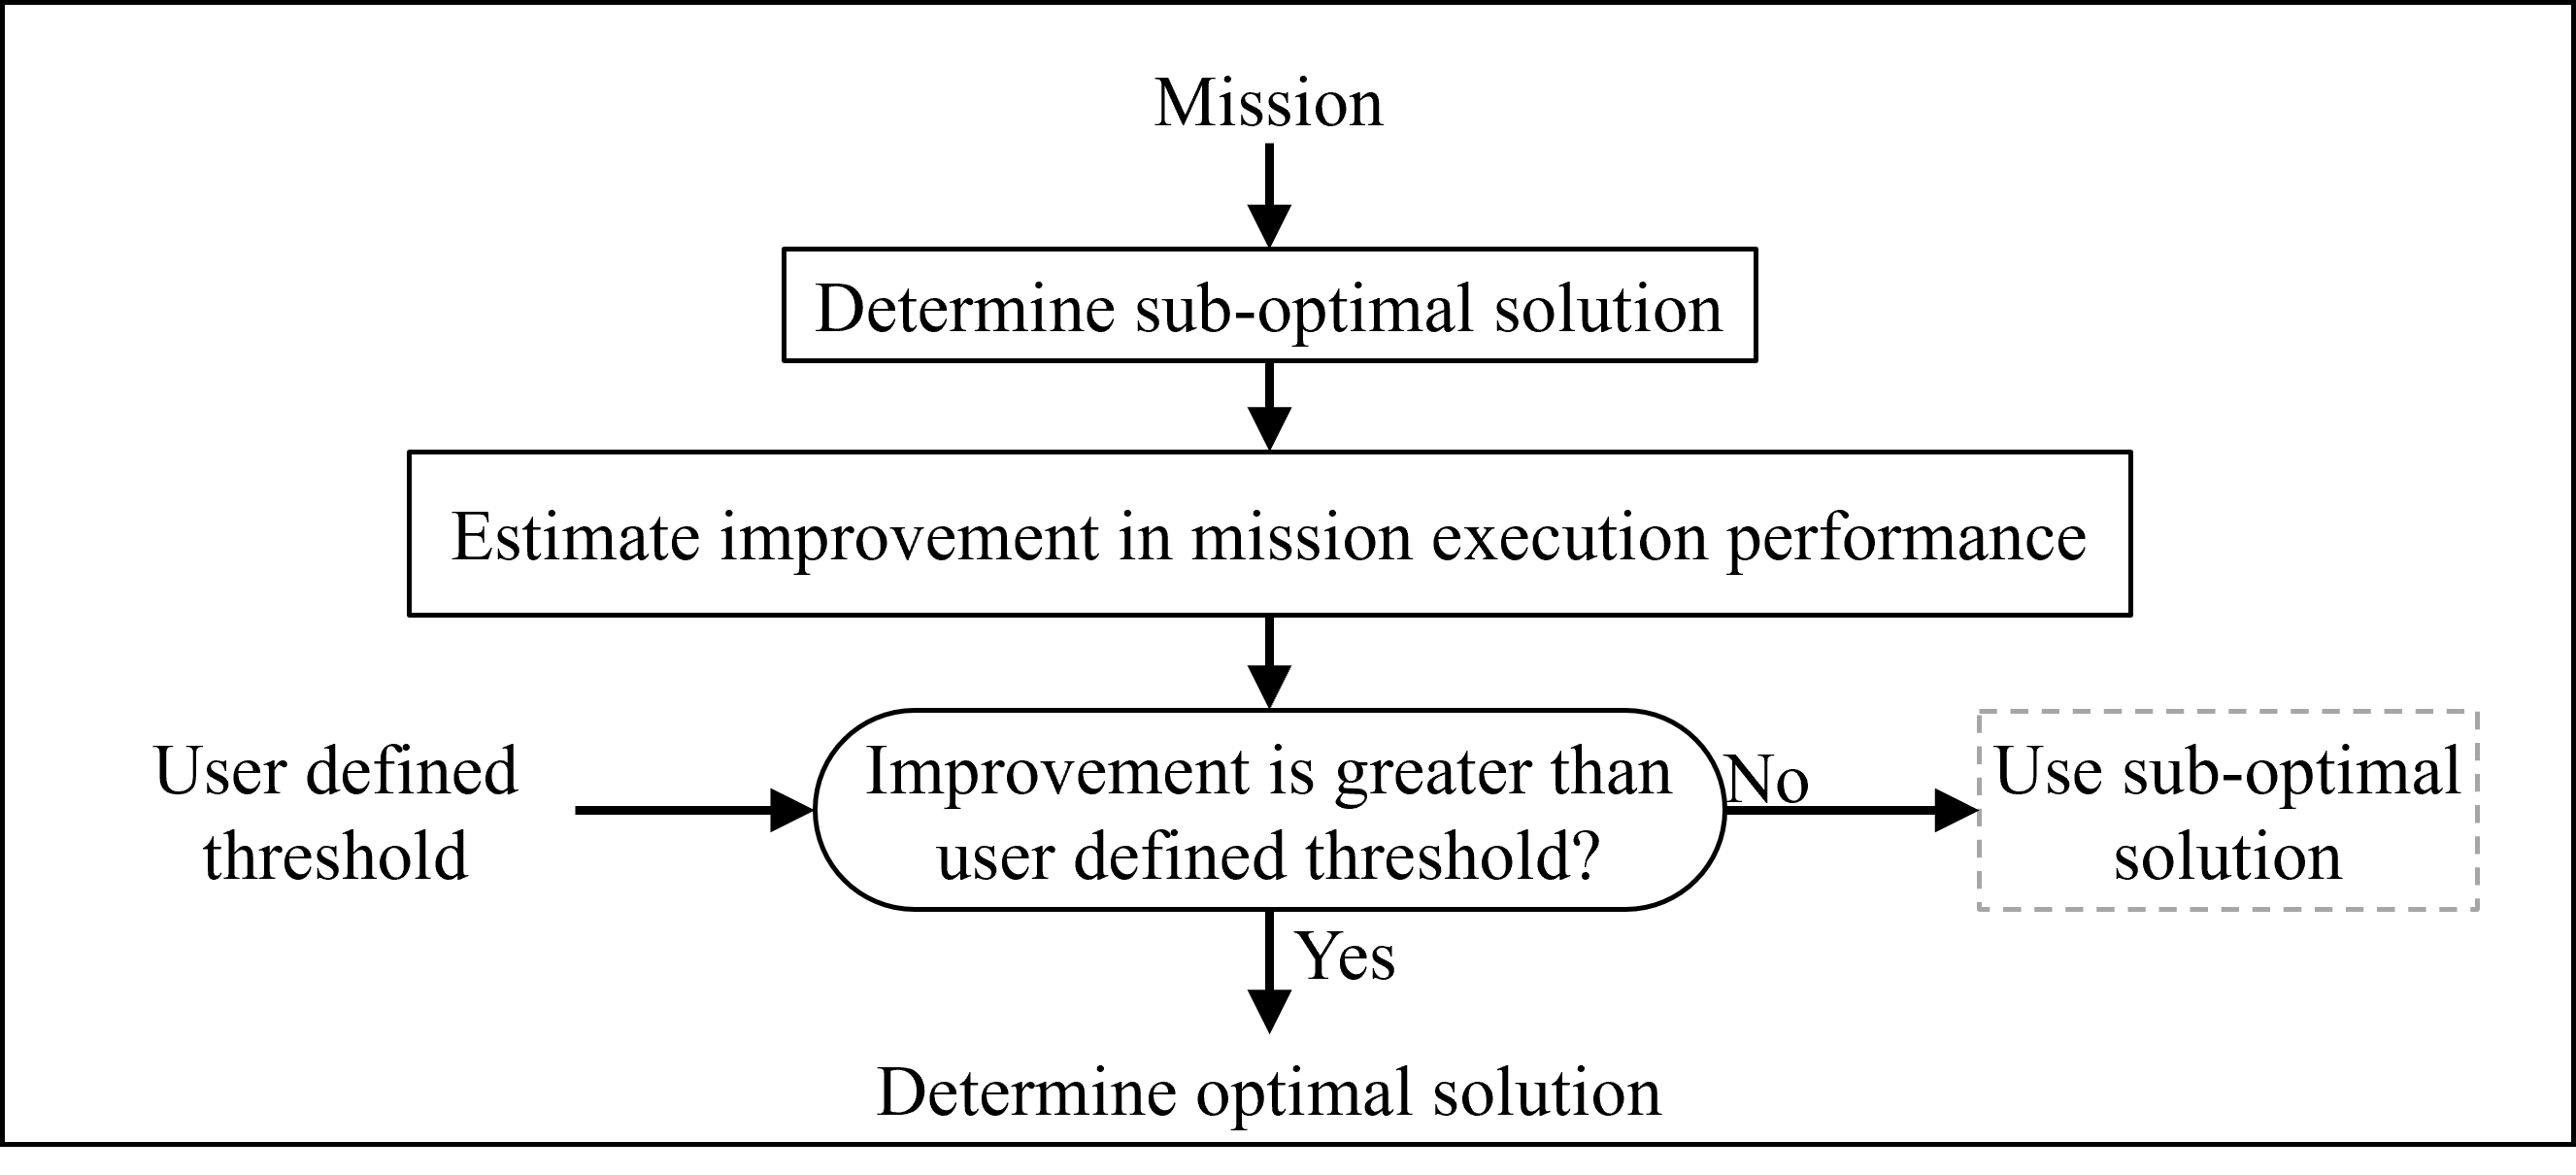 Mission
Determine sub-optimal solution
Estimate improvement in mission execution performance
User defined
threshold
Improvement is greater than
user defined threshold?
No
Use sub-optimal
solution
Yes
Determine optimal solution